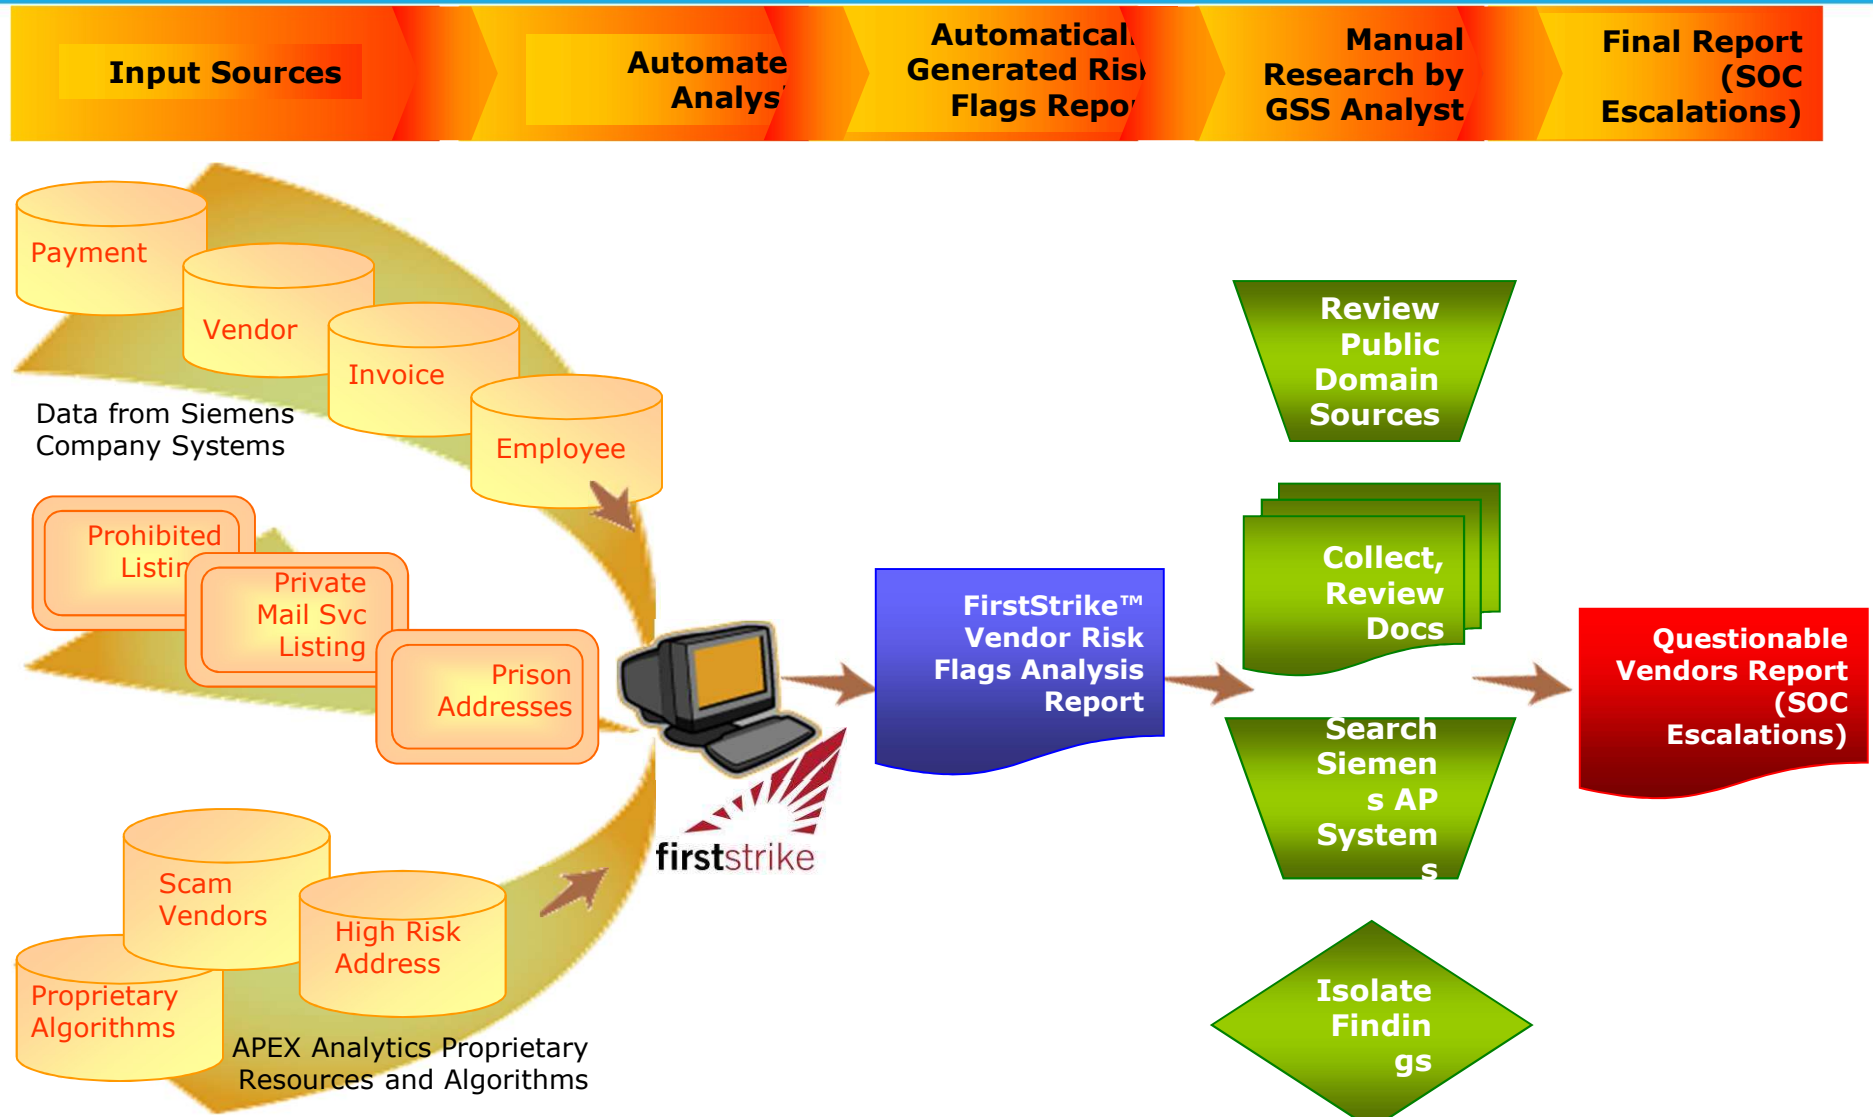 Input Sources
Automate
Analys
Automatical
Generated Ris
Flags Repo
Manual
Research by
GSS Analyst
Final Report
(SOC
Escalations)
Payment
Vendor
Invoice
Employee
Data from Siemens
Company Systems
Prohibited
Listin
Private
Mail Svc
Listing
Prison
Addresses
Scam
Vendors
High Risk
Address
Proprietary
Algorithms
APEX Analytics Proprietary
Resources and Algorithms
firststrike
FirstStrike™
Vendor Risk
Flags Analysis
Report
Review
Public
Domain
Sources
Collect,
Review
Docs
Search
Siemen
s AP
System
s
Isolate
Findin
gs
Questionable
Vendors Report
(SOC
Escalations)